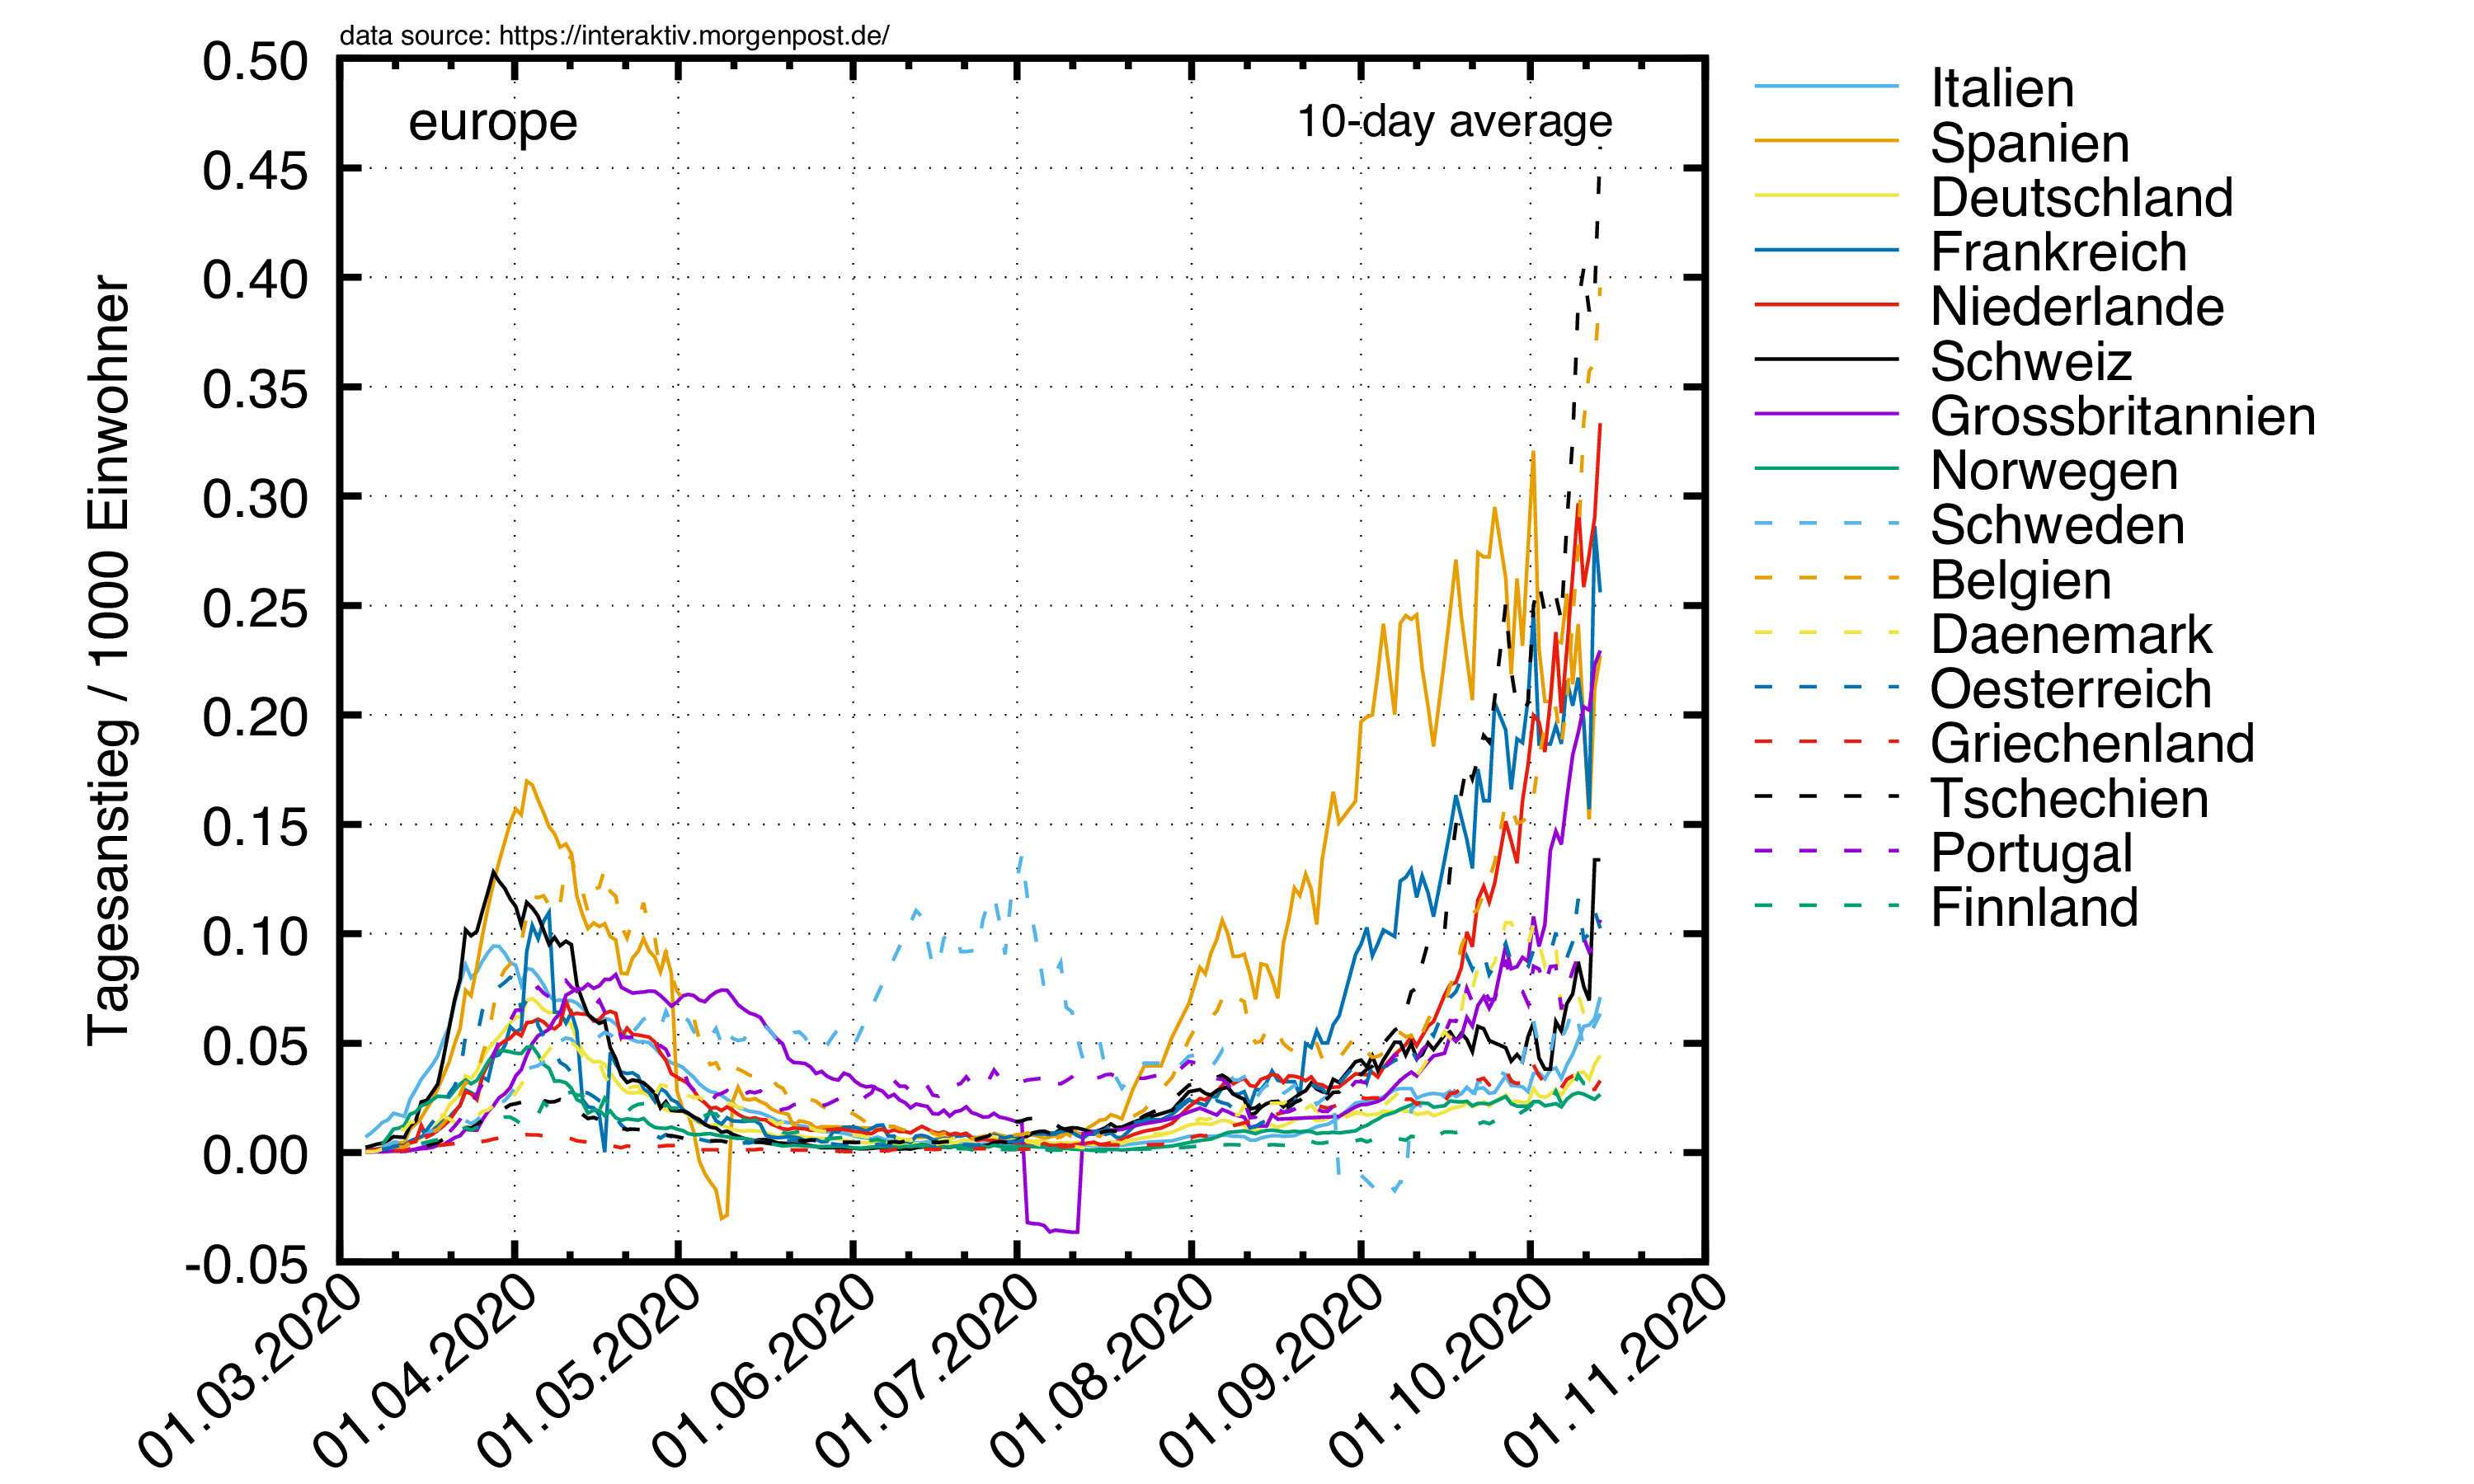 data source: https://interaktiv.morgenpost.de/
europe
10-day average
Tagesanstieg / 1000 Einwohner
0.50
0.45
0.40
0.35
0.30
0.25
0.20
0.15
0.10
0.05
0.00
-0.05
01.03.2020
01.04.2020
01.05.2020
01.06.2020
01.07.2020
01.08.2020
01.09.2020
01.10.2020
01.11.2020
Italien
Spanien
Deutschland
Frankreich
Niederlande
Schweiz
Grossbritannien
Norwegen
Schweden
Belgien
Daenemark
Oesterreich
Griechenland
Tschechien
Portugal
Finnland